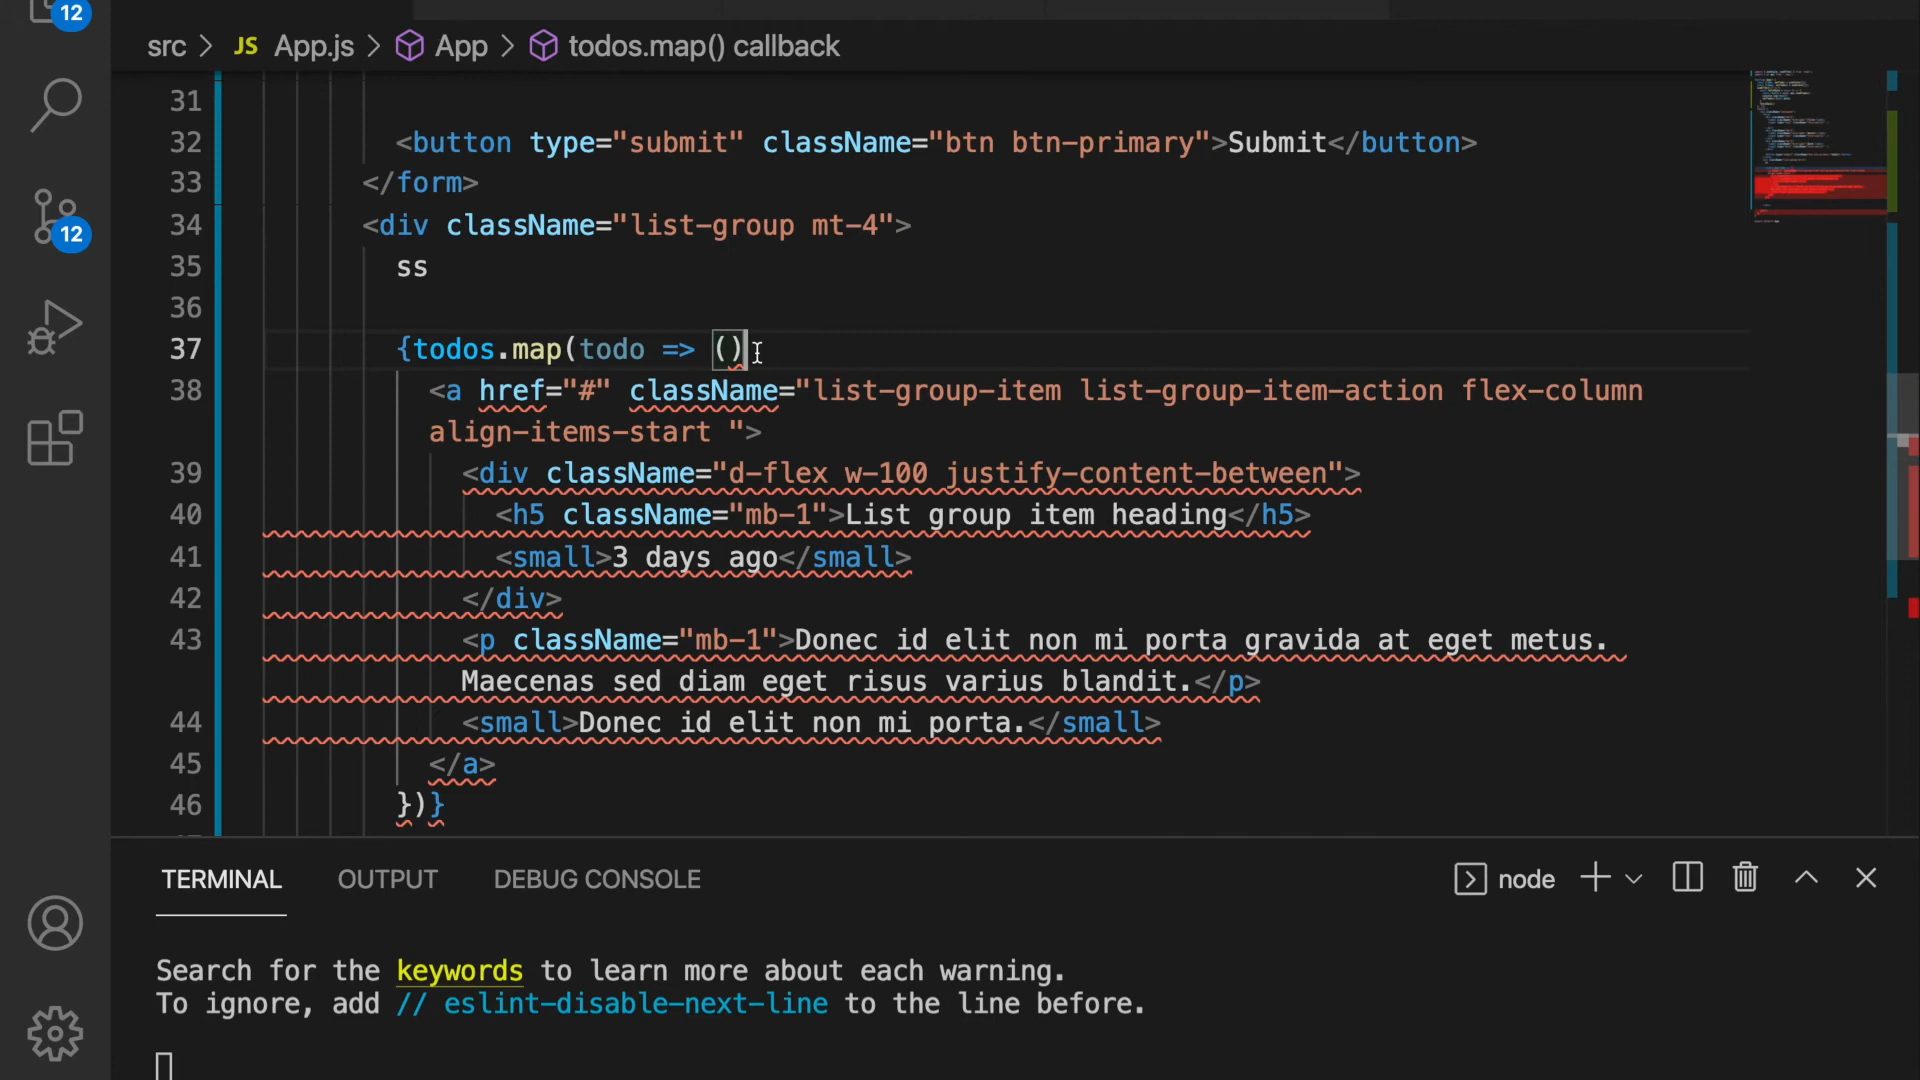 12
src > JS App.js > App > todos.map() callback
31
32 <button type="submit" className="btn btn-primary">Submit</button>
33 </form>
34 <div className="list-group mt-4">
35 ss
36
37 {todos.map(todo => ()
38 <a href="#" className="list-group-item list-group-item-action flex-column
align-items-start ">
39 <div className="d-flex w-100 justify-content-between">
40 <h5 className="mb-1">List group item heading</h5>
41 <small>3 days ago</small>
42 </div>
43 <p className="mb-1">Donec id elit non mi porta gravida at eget metus.
Maecenas sed diam eget risus varius blandit.</p>
44 <small>Donec id elit non mi porta.</small>
45 </a>
46 })}
12
TERMINAL OUTPUT DEBUG CONSOLE node
Search for the keywords to learn more about each warning.
To ignore, add // eslint-disable-next-line to the line before.